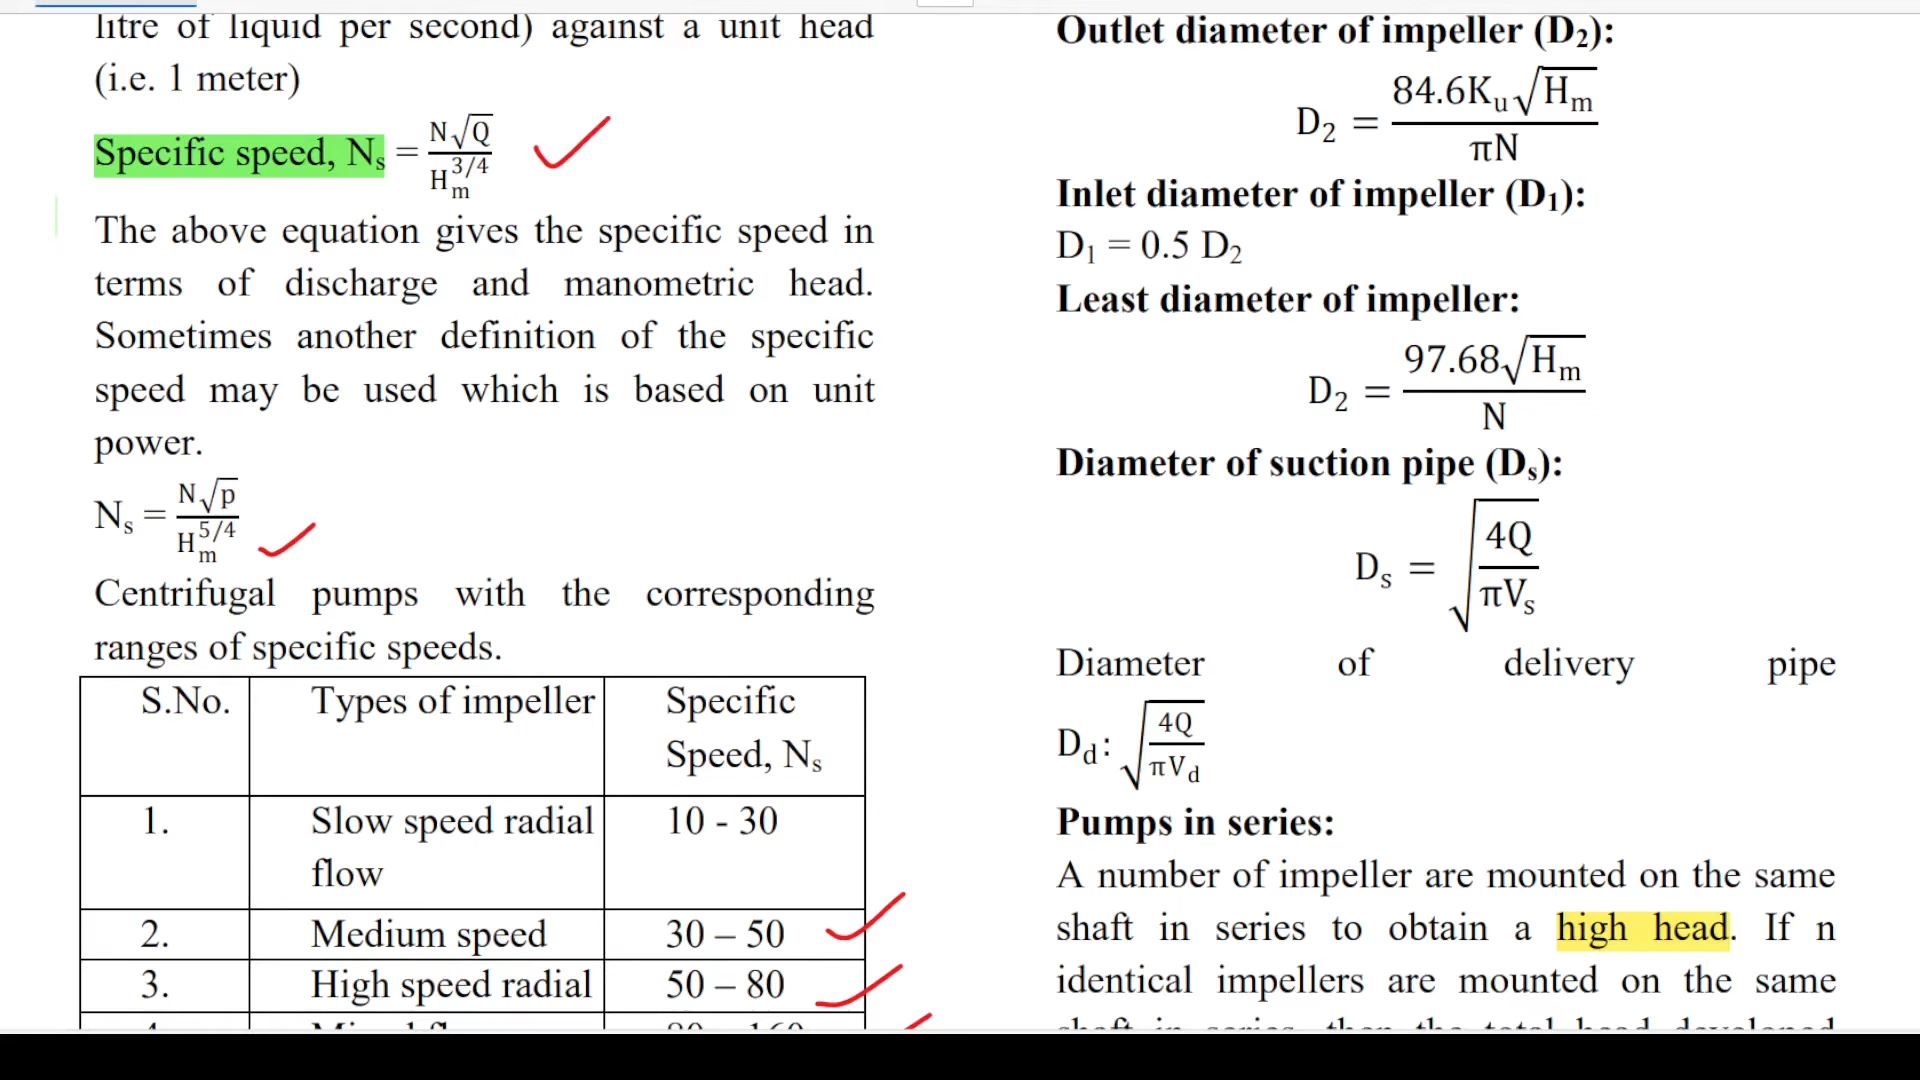 litre of liquid per second) against a unit head
(i.e. 1 meter)
Specific speed, Nₛ = N√Q / Hₘ^3/4
The above equation gives the specific speed in
terms of discharge and manometric head.
Sometimes another definition of the specific
speed may be used which is based on unit
power.
Nₛ = N√p / Hₘ^5/4
Centrifugal pumps with the corresponding
ranges of specific speeds.
S.No. Types of impeller Specific
Speed, Nₛ
1. Slow speed radial 10 - 30
flow
2. Medium speed 30 – 50
3. High speed radial 50 – 80
Outlet diameter of impeller (D₂):
D₂ = 84.6Kᵤ√Hₘ / πN
Inlet diameter of impeller (D₁):
D₁ = 0.5 D₂
Least diameter of impeller:
D₂ = 97.68√Hₘ / N
Diameter of suction pipe (Dₛ):
Dₛ = √(4Q / πVₛ)
Diameter of delivery pipe
D_d: √(4Q / πV_d)
Pumps in series:
A number of impeller are mounted on the same
shaft in series to obtain a high head. If n
identical impellers are mounted on the same
shaft in series, then the total head developed